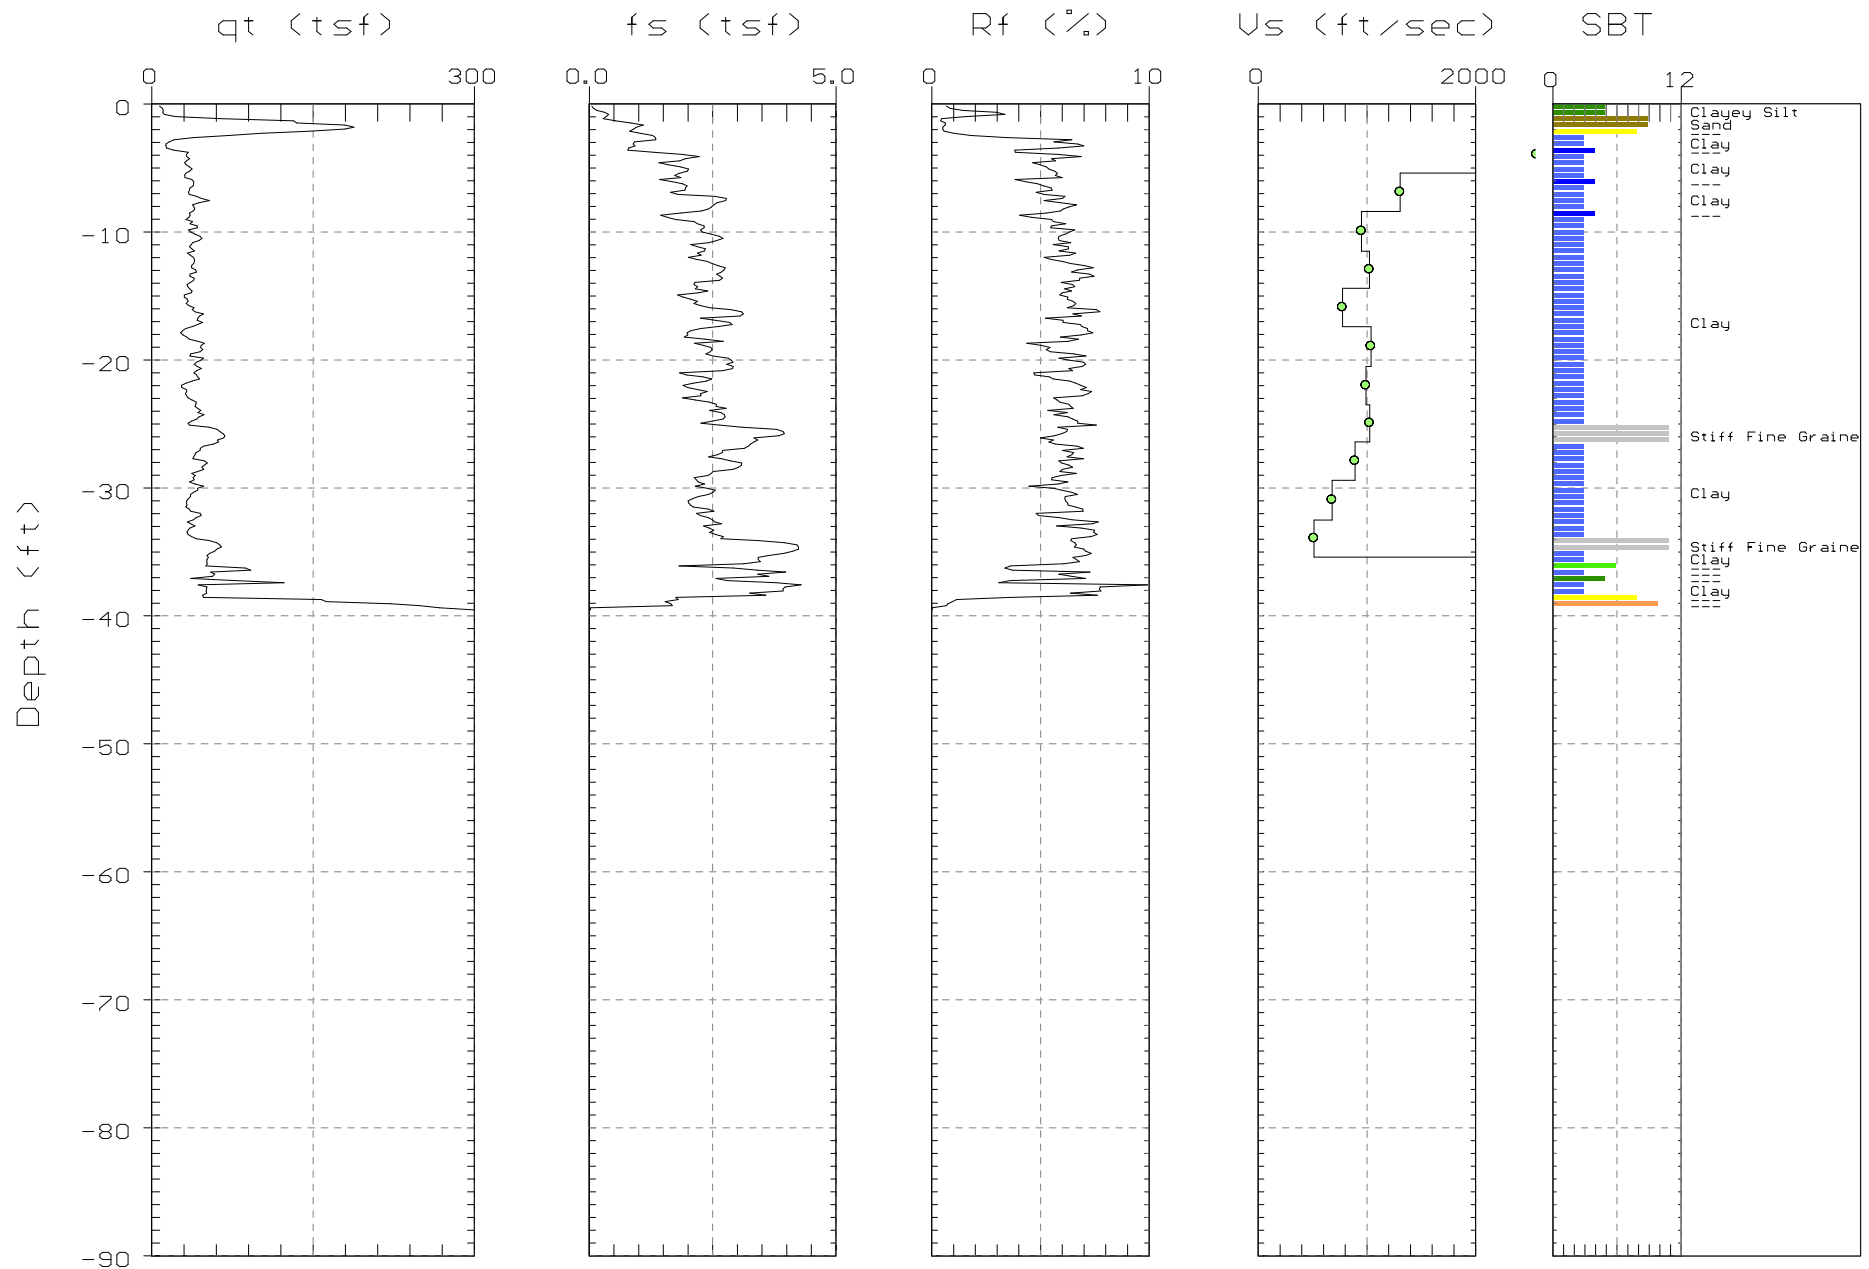 qt (tsf)
fs (tsf)
Rf (%)
Vs (ft/sec)
SBT
0 300
0.0 5.0
0 10
0 2000
0 12
0
-10
-20
-30
-40
-50
-60
-70
-80
-90
Depth (ft)
Clayey Silt
Sand
---
Clay
---
Clay
---
Clay
---
Clay
Stiff Fine Graine
Clay
Stiff Fine Graine
Clay
---
---
---
Clay
---
---